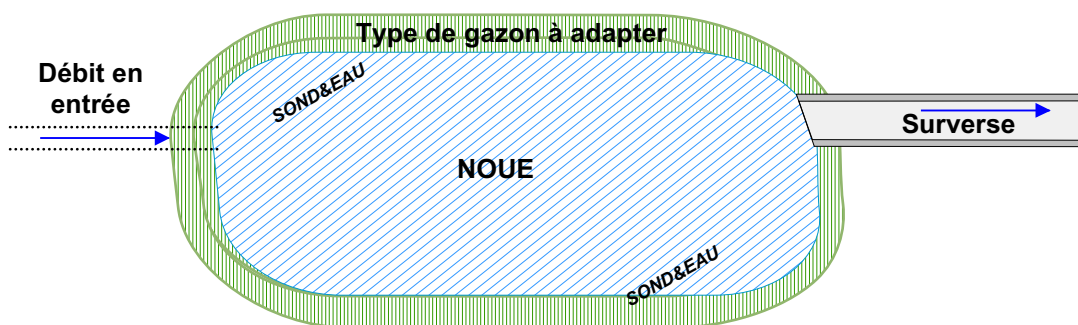 Type de gazon à adapter
Débit en
entrée
SOND&EAU
Surverse
NOUE
SOND&EAU